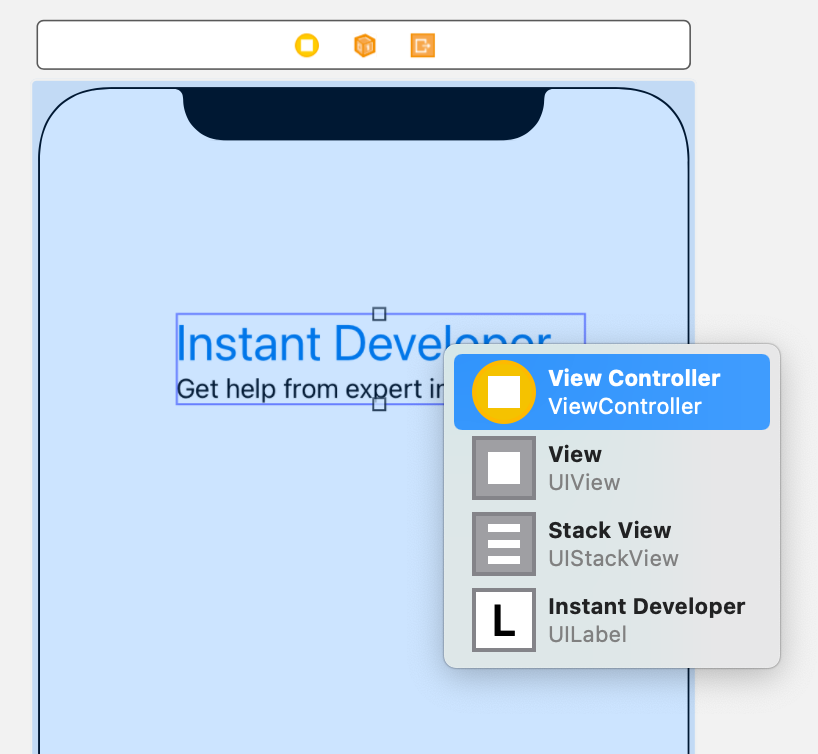 Instant Developer
Get help from expert in
View Controller
ViewController
View
UIView
Stack View
UIStackView
L
Instant Developer
UILabel